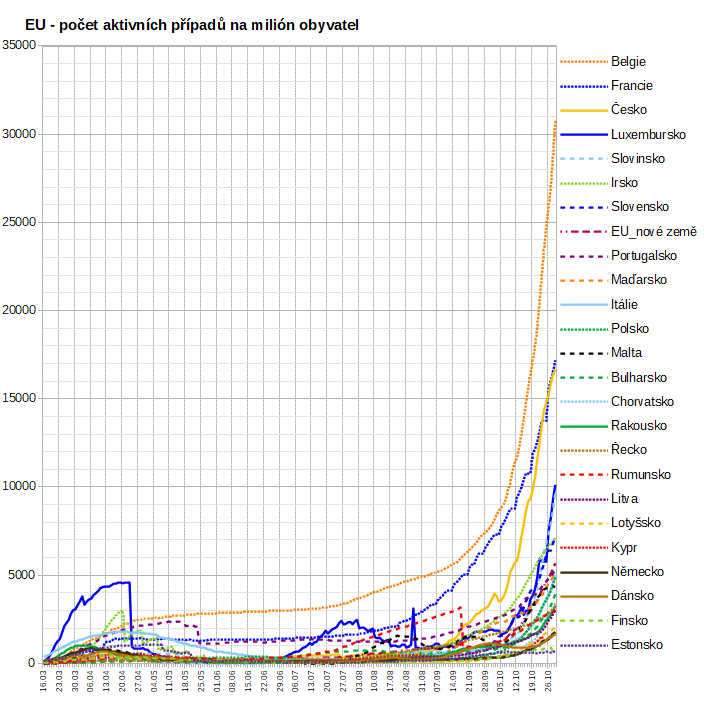 EU - počet aktivních případů na milión obyvatel
35000
30000
25000
20000
15000
10000
5000
0
16.03
23.03
30.03
06.04
13.04
20.04
27.04
04.05
11.05
18.05
25.05
01.06
08.06
15.06
22.06
29.06
06.07
13.07
20.07
27.07
03.08
10.08
17.08
24.08
31.08
07.09
14.09
21.09
28.09
05.10
12.10
19.10
26.10
Belgie
Francie
Česko
Luxembursko
Slovinsko
Irsko
Slovensko
EU_nové země
Portugalsko
Maďarsko
Itálie
Polsko
Malta
Bulharsko
Chorvatsko
Rakousko
Řecko
Rumunsko
Litva
Lotyšsko
Kypr
Německo
Dánsko
Finsko
Estonsko